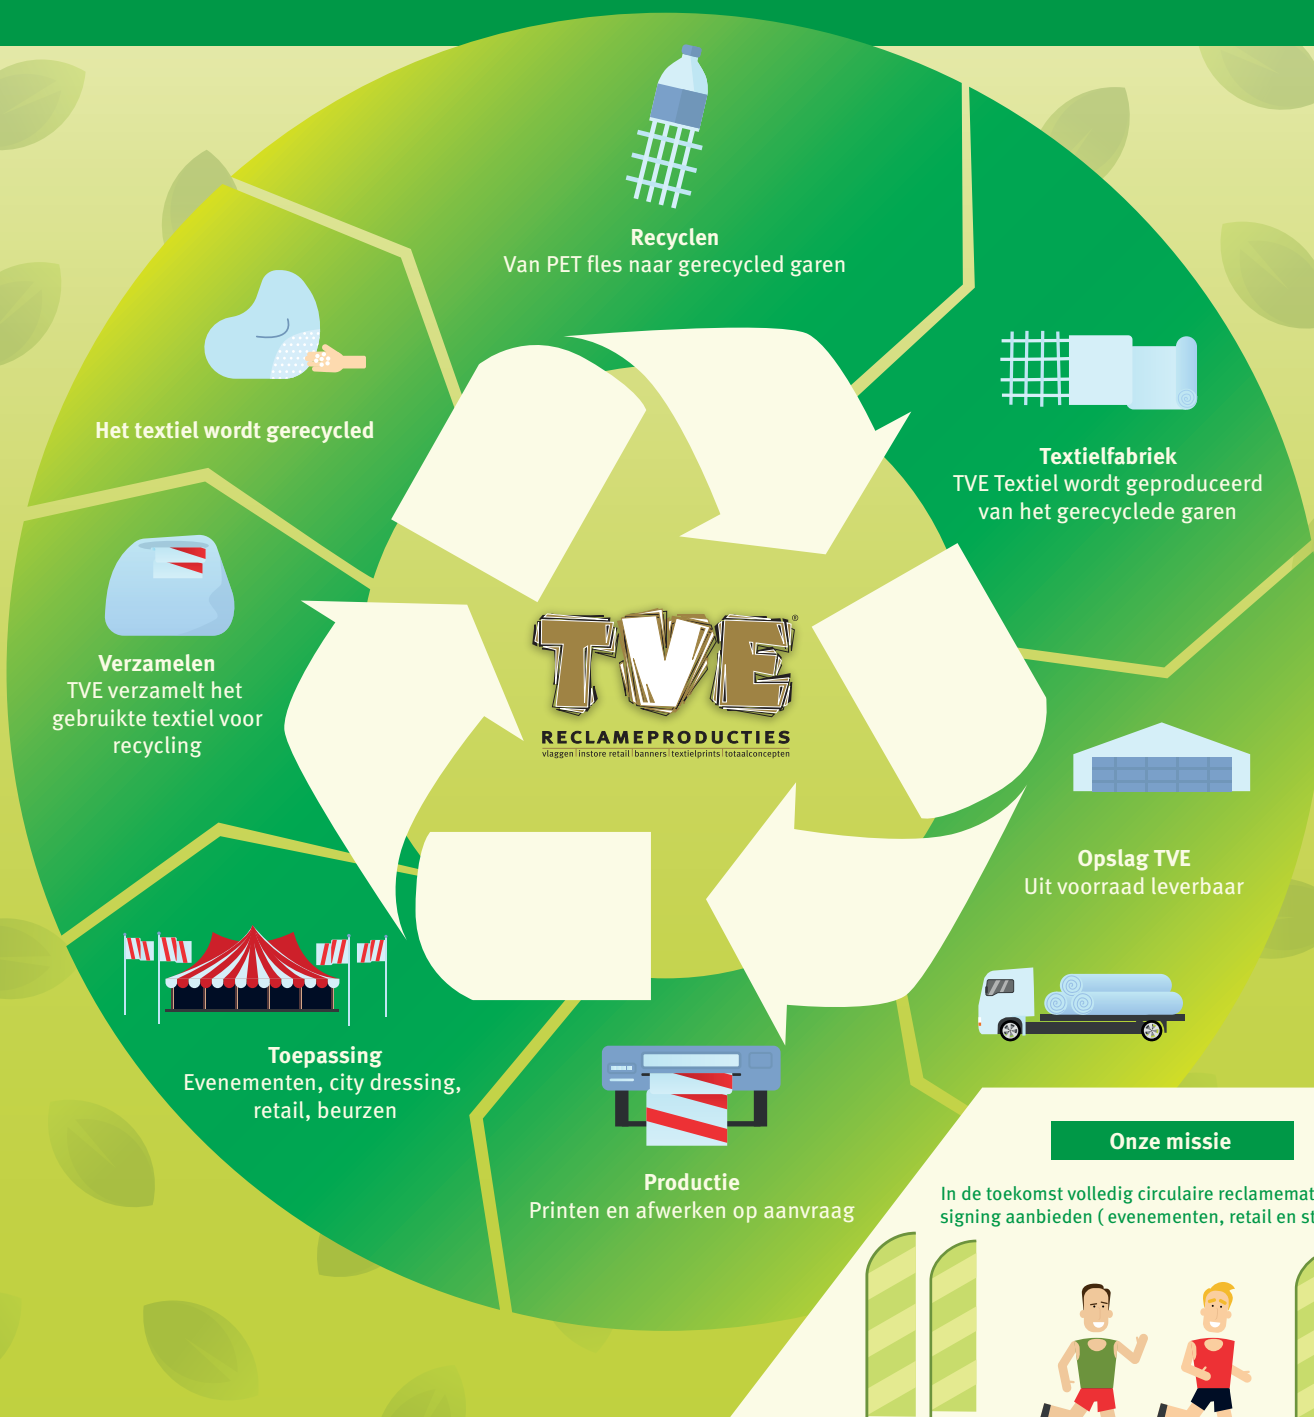 Recyclen
Van PET fles naar gerecycled garen
Het textiel wordt gerecycled
Textielfabriek
TVE Textiel wordt geproduceerd
van het gerecyclede garen
Verzamelen
TVE verzamelt het
gebruikte textiel voor
recycling
TVE®
RECLAMEPRODUCTIES
vlaggen | instore retail | banners | textielprints | totaalconcepten
Opslag TVE
Uit voorraad leverbaar
Toepassing
Evenementen, city dressing,
retail, beurzen
Productie
Printen en afwerken op aanvraag
Onze missie
In de toekomst volledig circulaire reclamemat
signing aanbieden ( evenementen, retail en st